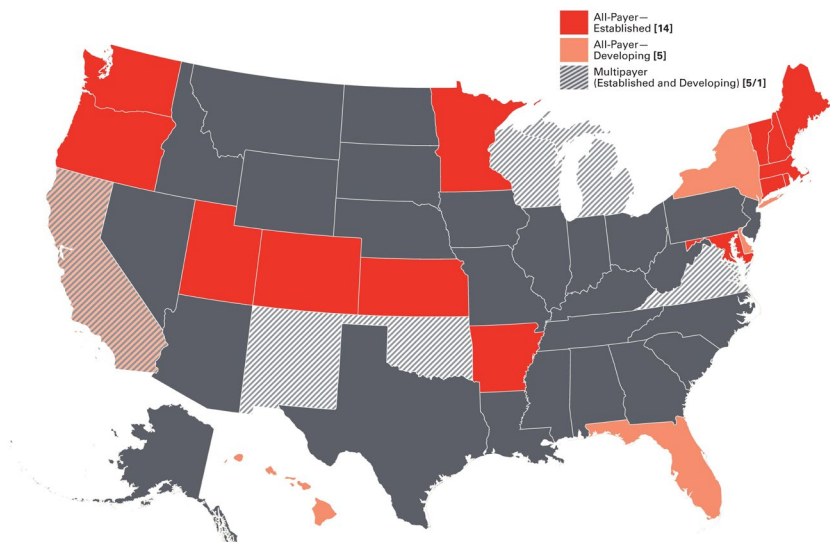 All-Payer—
Established [14]
All-Payer—
Developing [5]
Multipayer
(Established and Developing) [5/1]